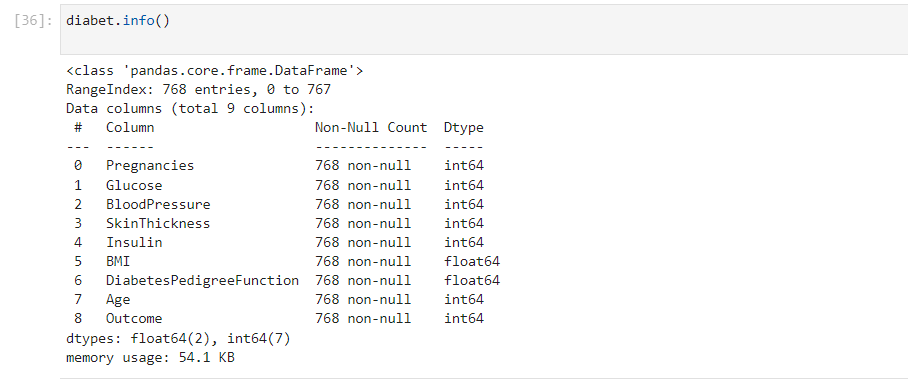 [36]: diabet.info()
<class 'pandas.core.frame.DataFrame'>
RangeIndex: 768 entries, 0 to 767
Data columns (total 9 columns):
 #   Column                    Non-Null Count  Dtype
---  ------                    --------------  -----
 0   Pregnancies               768 non-null    int64
 1   Glucose                   768 non-null    int64
 2   BloodPressure             768 non-null    int64
 3   SkinThickness             768 non-null    int64
 4   Insulin                   768 non-null    int64
 5   BMI                       768 non-null    float64
 6   DiabetesPedigreeFunction  768 non-null    float64
 7   Age                       768 non-null    int64
 8   Outcome                   768 non-null    int64
dtypes: float64(2), int64(7)
memory usage: 54.1 KB